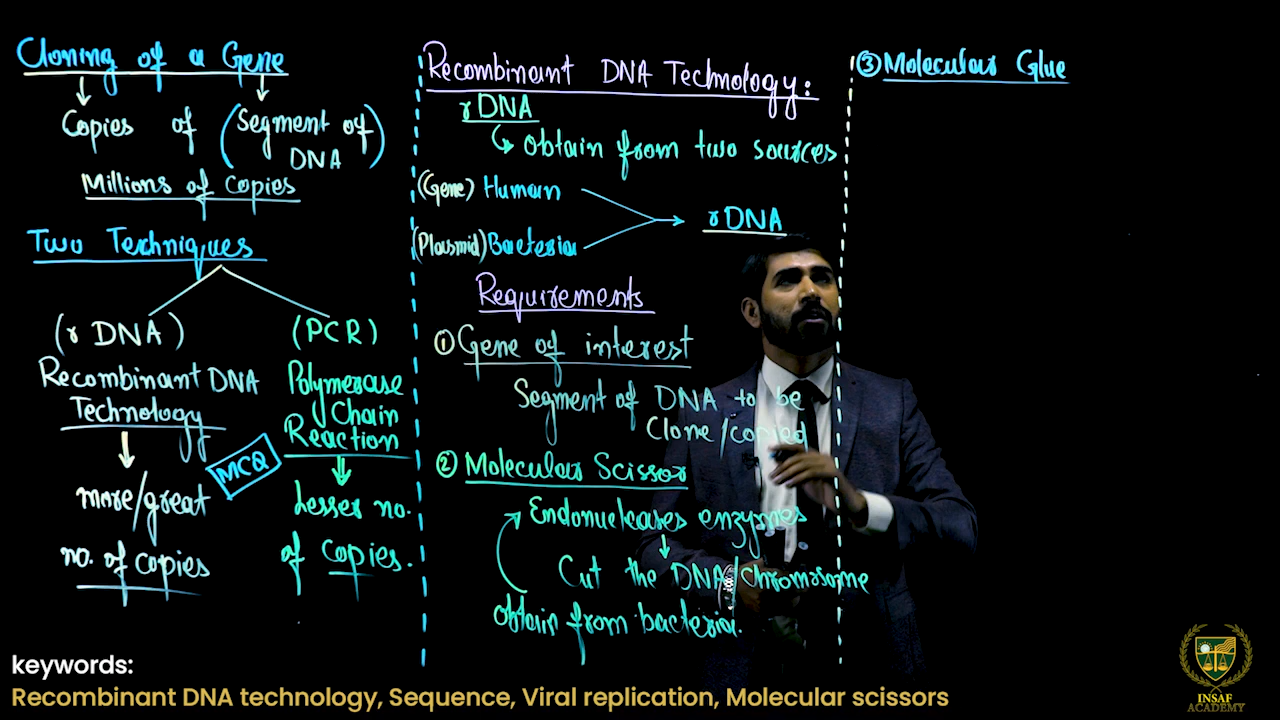 Cloning of a Gene
Copies of (Segment of DNA)
Millions of copies
Two Techniques
(rDNA)
Recombinant DNA
Technology
more/great
no. of copies
MCQ
(PCR)
Polymerase
Chain
Reaction
Lesser no.
of copies.
Recombinant DNA Technology:
rDNA
Obtain from two sources
(Gene) Human
(Plasmid) Bacteria
rDNA
Requirements
① Gene of interest
Segment of DNA to be
Clone/copied
② Molecular Scissor
Endonucleases enzymes
Cut the DNA/Chromosome
obtain from bacteria.
③ Molecular Glue
keywords:
Recombinant DNA technology, Sequence, Viral replication, Molecular scissors
INSAF
ACADEMY